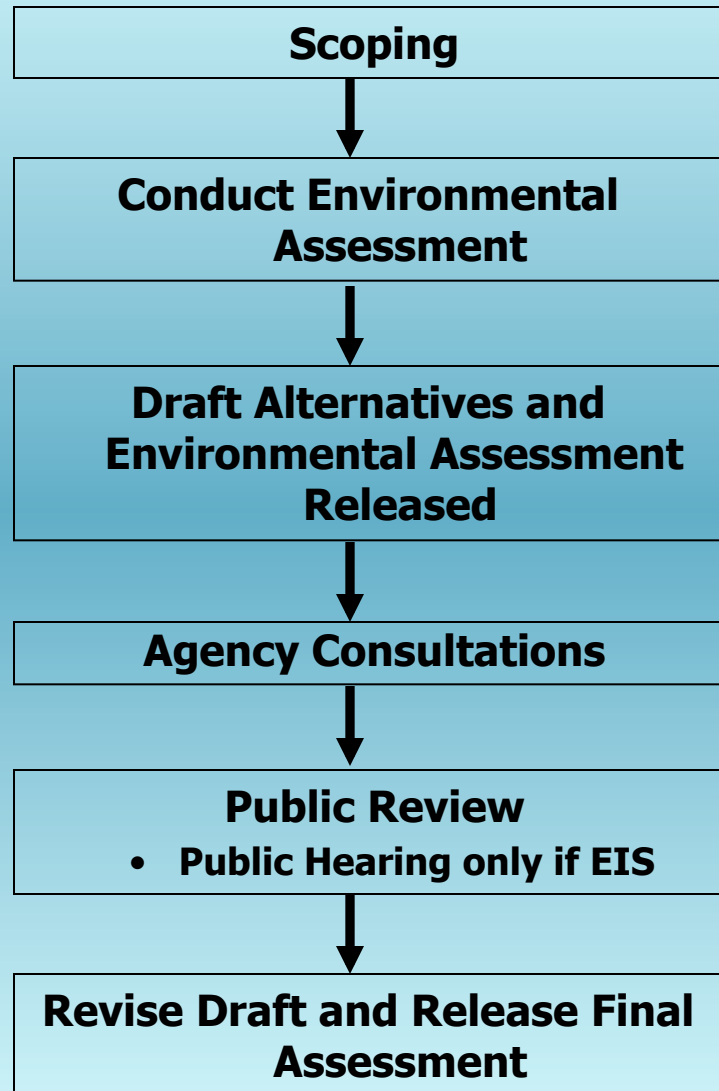 Scoping
Conduct Environmental
Assessment
Draft Alternatives and
Environmental Assessment
Released
Agency Consultations
Public Review
• Public Hearing only if EIS
Revise Draft and Release Final
Assessment